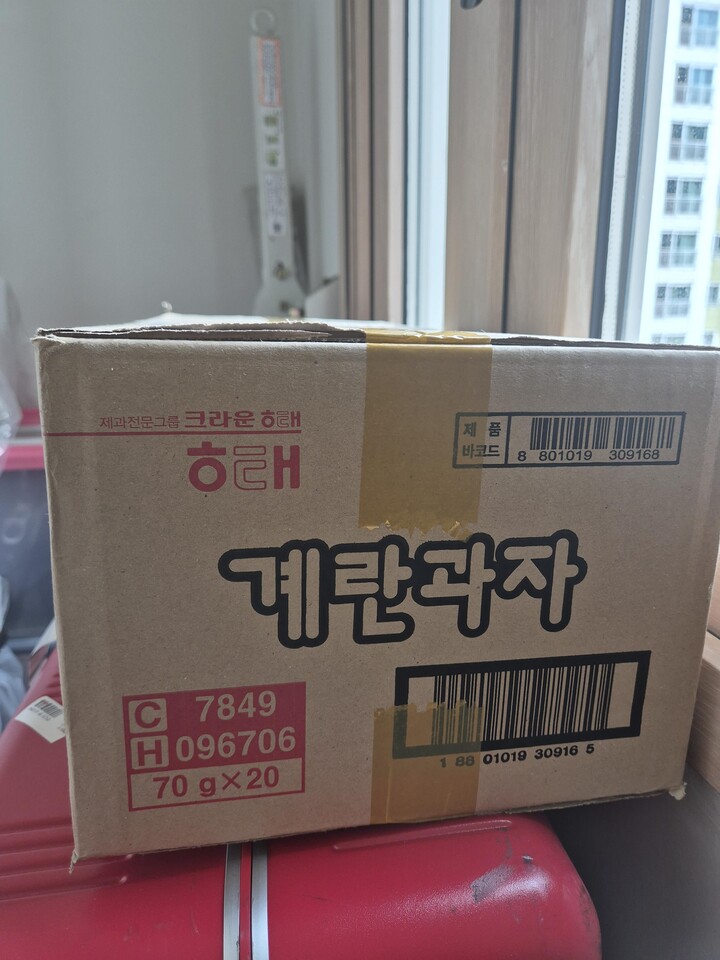 제과전문그룹 크라운 해태
해태
제 품
바코드
8 801019 309168
계란과자
C 7849
H 096706
70 g×20
1 88 01019 30916 5